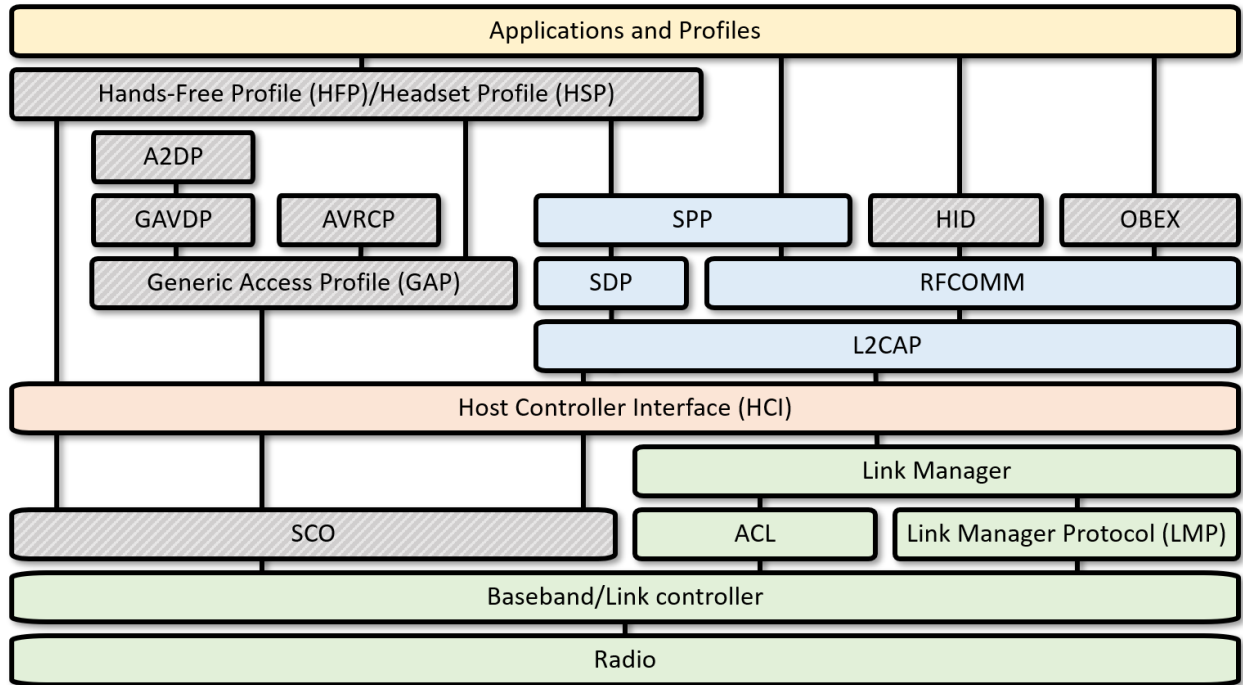 Applications and Profiles
Hands-Free Profile (HFP)/Headset Profile (HSP)
A2DP
GAVDP
AVRCP
SPP
HID
OBEX
Generic Access Profile (GAP)
SDP
RFCOMM
L2CAP
Host Controller Interface (HCI)
Link Manager
SCO
ACL
Link Manager Protocol (LMP)
Baseband/Link controller
Radio